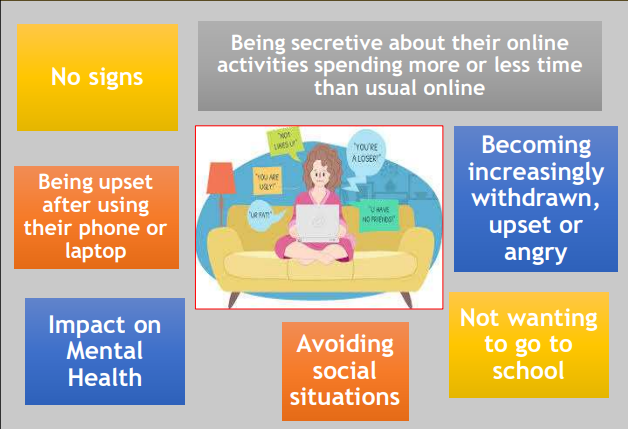 No signs
Being secretive about their online
activities spending more or less time
than usual online
"NOT
LIKES LV"
"YOU'RE
A LOSER!"
"YOU ARE
UGLY!"
"UR FAT!"
"U HAVE
NO FRIENDS!"
Becoming
increasingly
withdrawn,
upset or
angry
Being upset
after using
their phone or
laptop
Impact on
Mental
Health
Avoiding
social
situations
Not wanting
to go to
school